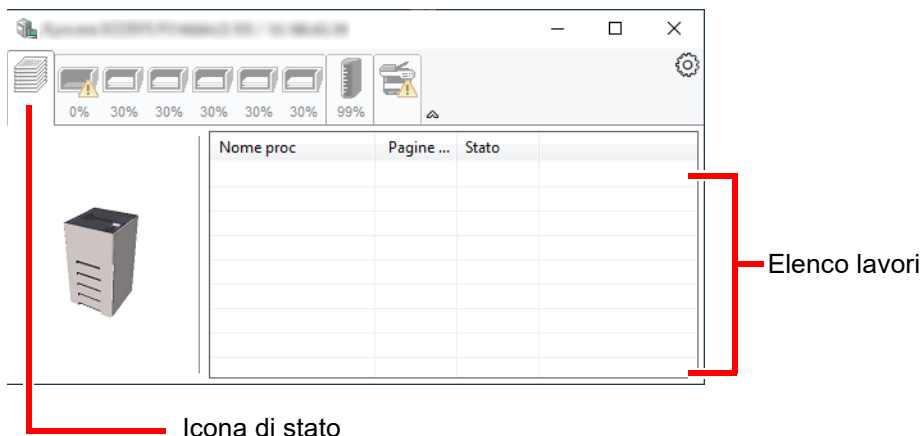 0% 30% 30% 30% 30% 30% 99%
Nome proc Pagine ... Stato
Elenco lavori
Icona di stato